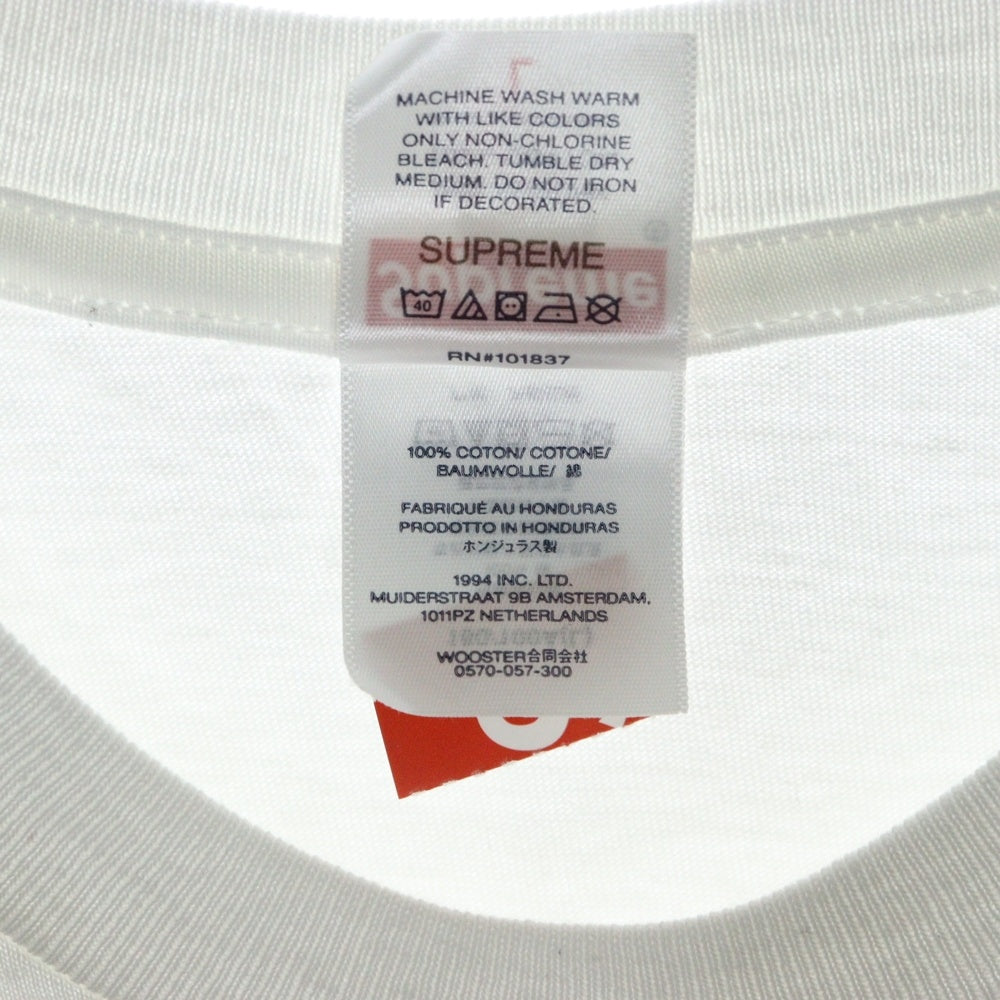 MACHINE WASH WARM
WITH LIKE COLORS
ONLY NON-CHLORINE
BLEACH. TUMBLE DRY
MEDIUM. DO NOT IRON
IF DECORATED.
SUPREME
40
RN#101837
100% COTON/ COTONE/
BAUMWOLLE/ 綿
FABRIQUÉ AU HONDURAS
PRODOTTO IN HONDURAS
ホンジュラス製
1994 INC. LTD.
MUIDERSTRAAT 9B AMSTERDAM,
1011PZ NETHERLANDS
WOOSTER合同会社
0570-057-300